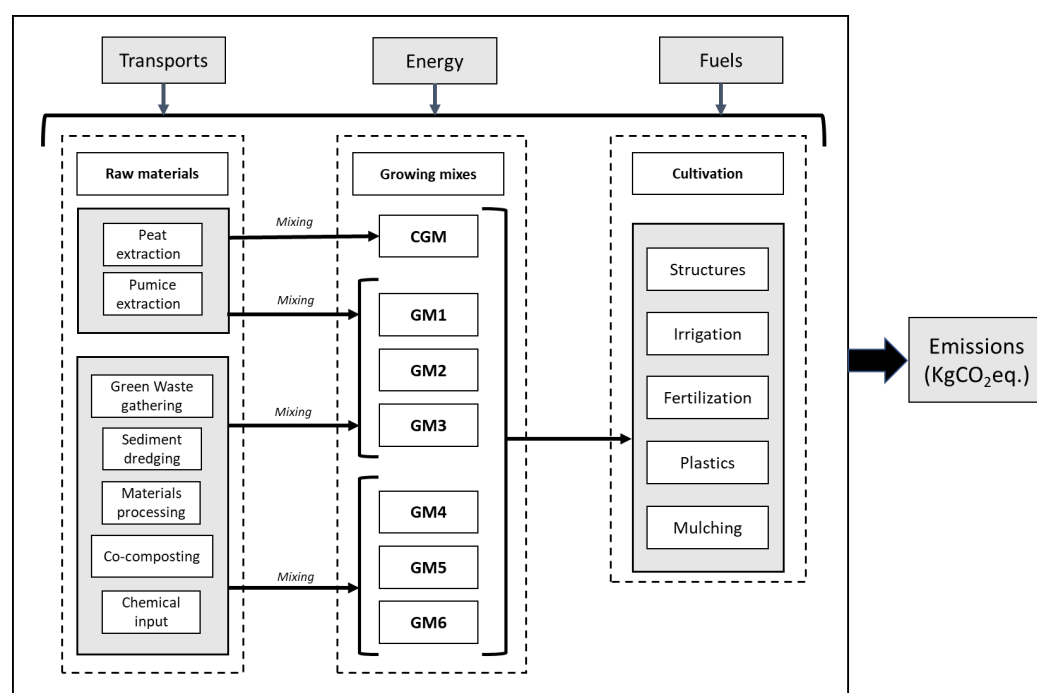 Transports
Energy
Fuels
Raw materials
Growing mixes
Cultivation
Peat
extraction
Pumice
extraction
Mixing
CGM
Mixing
GM1
GM2
GM3
Green Waste
gathering
Sediment
dredging
Materials
processing
Co-composting
Chemical
input
Mixing
Mixing
GM4
GM5
GM6
Structures
Irrigation
Fertilization
Plastics
Mulching
Emissions
(KgCO₂eq.)